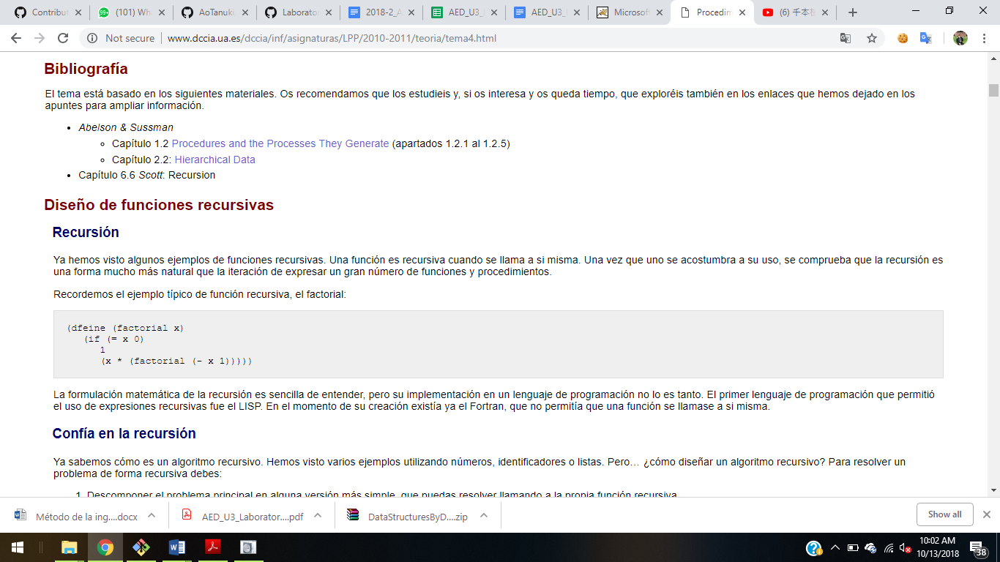 Contribut
(101) Wh
AoTanuki
Laborato
2018-2_A
AED_U3_
AED_U3_
Microsof
Procedim
(6) 千本
Not secure
www.dccia.ua.es/dccia/inf/asignaturas/LPP/2010-2011/teoria/tema4.html
Bibliografía
El tema está basado en los siguientes materiales. Os recomendamos que los estudieis y, si os interesa y os queda tiempo, que exploréis también en los enlaces que hemos dejado en los
apuntes para ampliar información.
Abelson & Sussman
Capítulo 1.2 Procedures and the Processes They Generate (apartados 1.2.1 al 1.2.5)
Capítulo 2.2: Hierarchical Data
Capítulo 6.6 Scott: Recursion
Diseño de funciones recursivas
Recursión
Ya hemos visto algunos ejemplos de funciones recursivas. Una función es recursiva cuando se llama a si misma. Una vez que uno se acostumbra a su uso, se comprueba que la recursión es
una forma mucho más natural que la iteración de expresar un gran número de funciones y procedimientos.
Recordemos el ejemplo típico de función recursiva, el factorial:
(dfeine (factorial x)
(if (= x 0)
1
(x * (factorial (- x 1)))))
La formulación matemática de la recursión es sencilla de entender, pero su implementación en un lenguaje de programación no lo es tanto. El primer lenguaje de programación que permitió
el uso de expresiones recursivas fue el LISP. En el momento de su creación existía ya el Fortran, que no permitía que una función se llamase a si misma.
Confía en la recursión
Ya sabemos cómo es un algoritmo recursivo. Hemos visto varios ejemplos utilizando números, identificadores o listas. Pero... ¿cómo diseñar un algoritmo recursivo? Para resolver un
problema de forma recursiva debes:
1. Descomponer el problema principal en alguna versión más simple, que puedas resolver llamando a la propia función recursiva.
Método de la ing....docx
AED_U3_Laborator....pdf
DataStructuresByD....zip
Show all
10:02 AM
10/13/2018
38